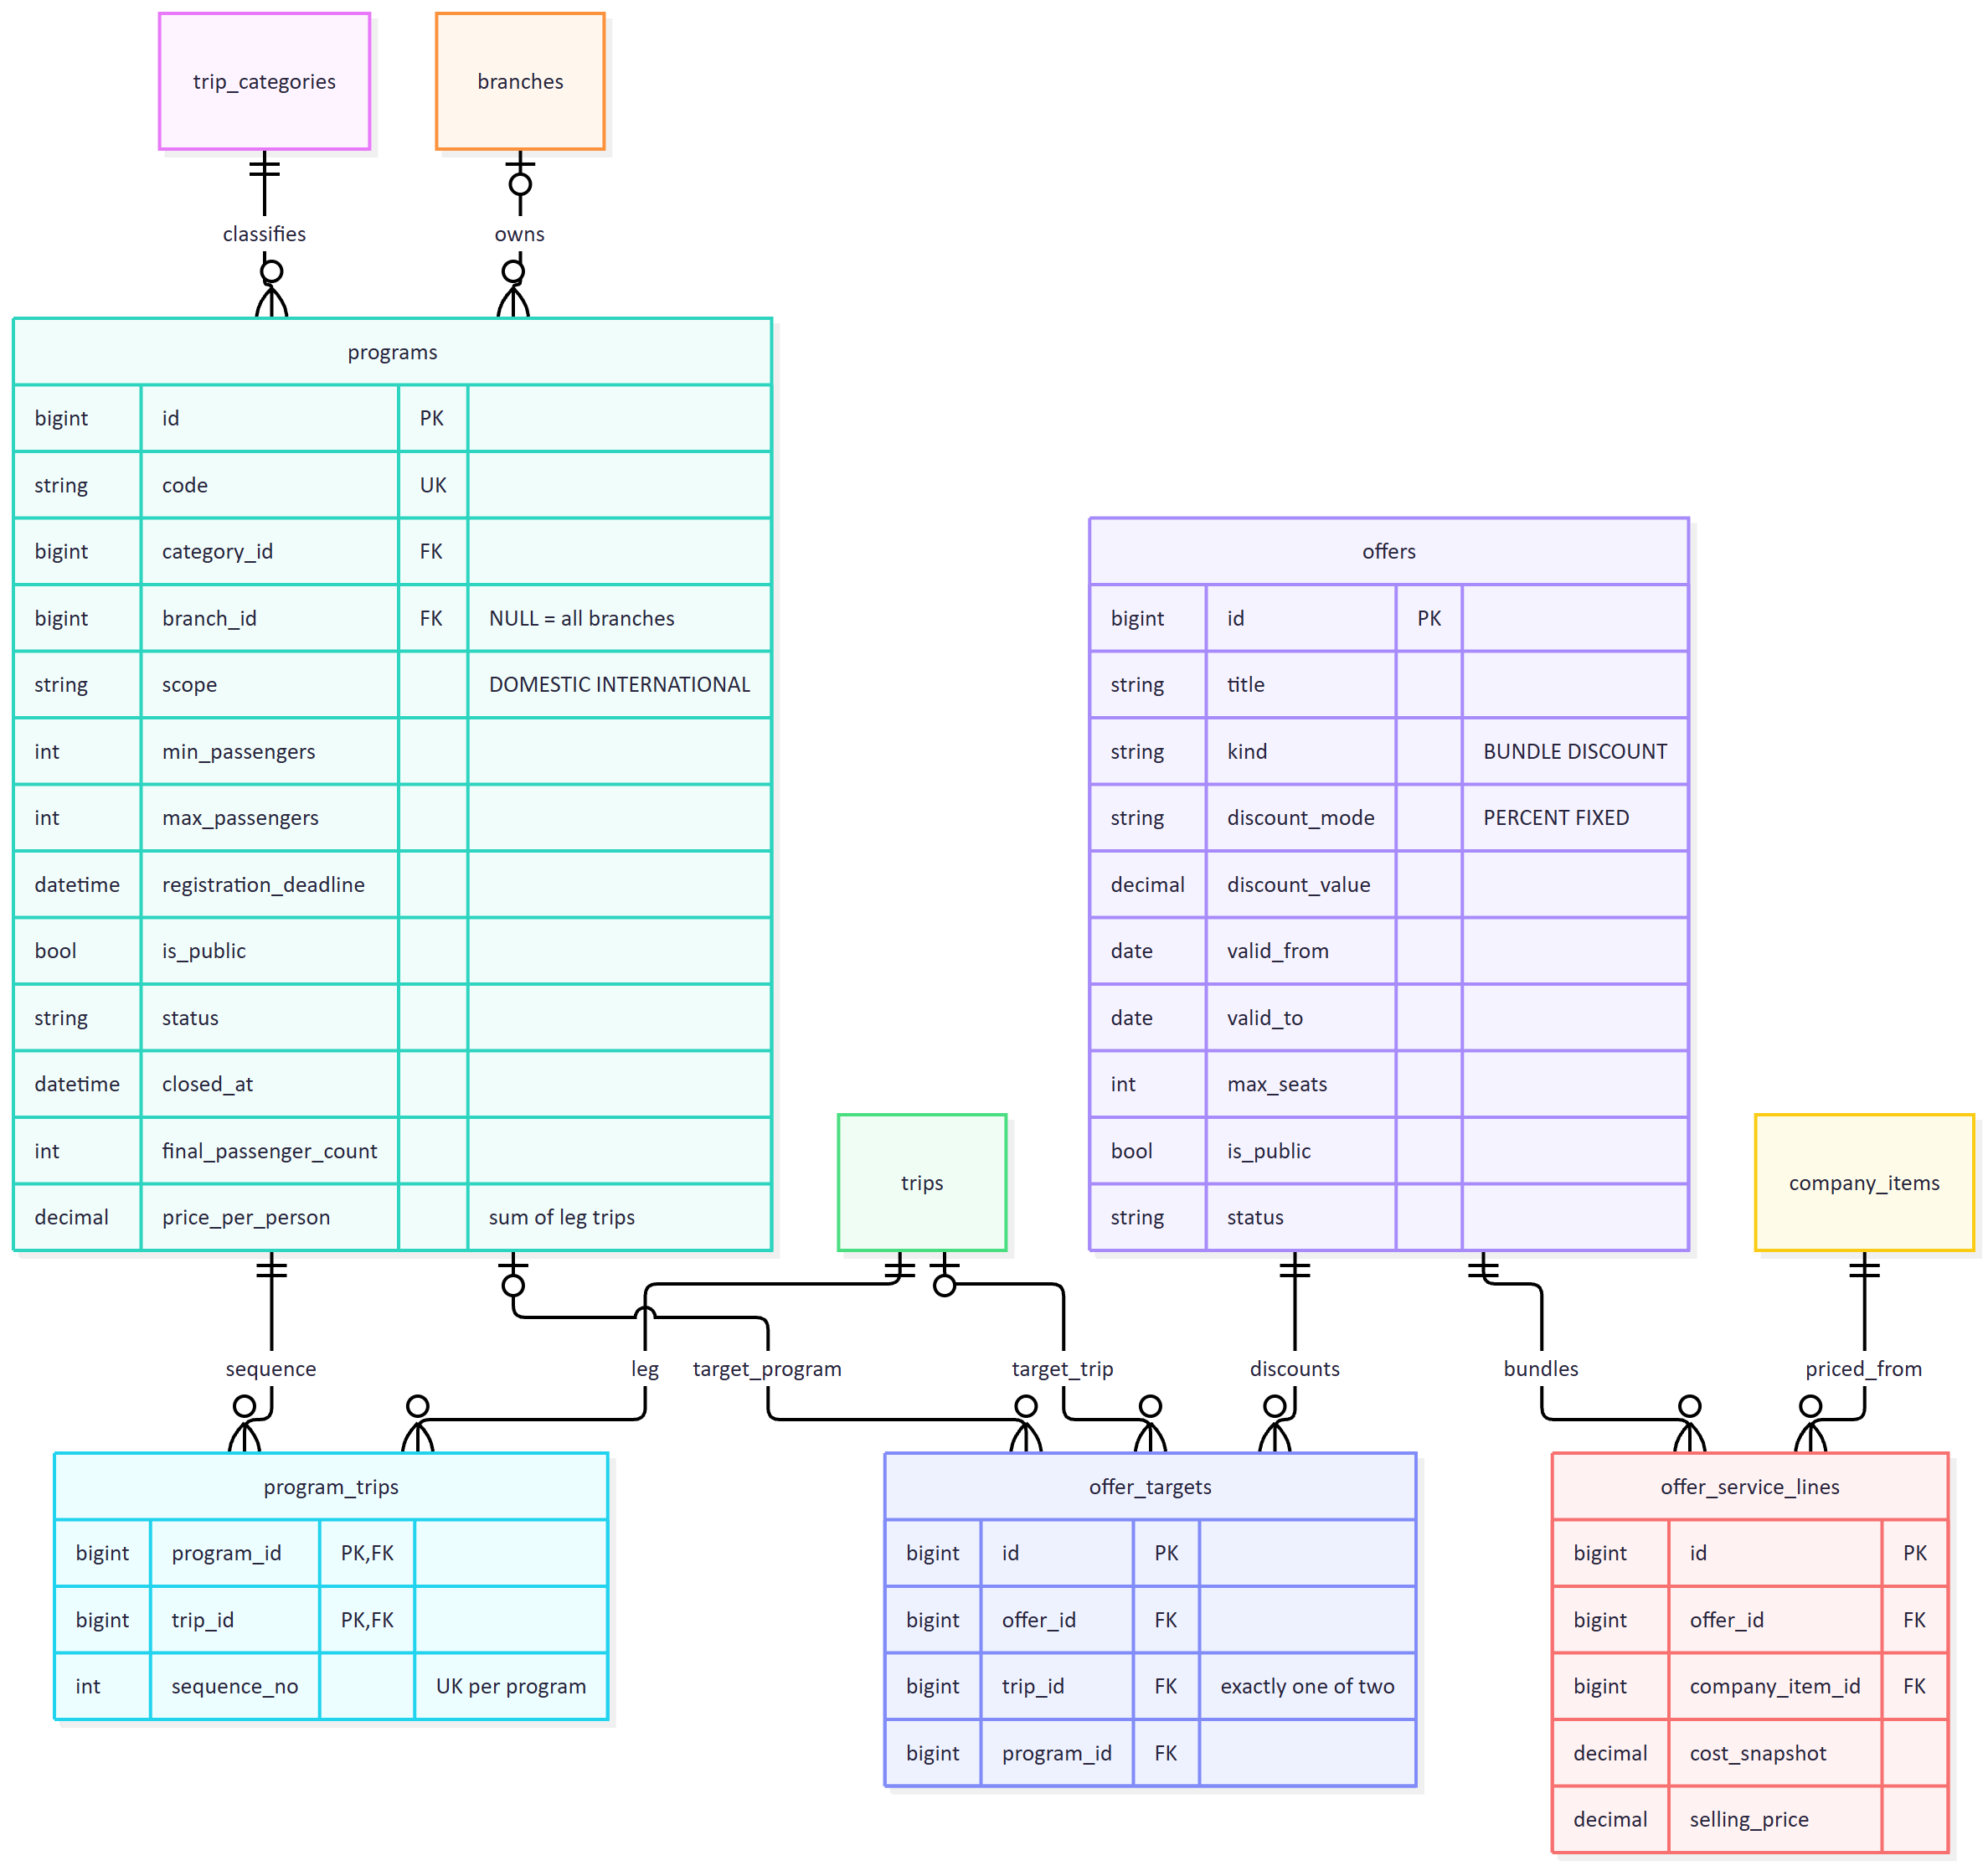 trip_categories
branches
classifies
owns
programs
bigint id PK
string code UK
bigint category_id FK
bigint branch_id FK NULL = all branches
string scope DOMESTIC INTERNATIONAL
int min_passengers
int max_passengers
datetime registration_deadline
bool is_public
string status
datetime closed_at
int final_passenger_count
decimal price_per_person sum of leg trips
offers
bigint id PK
string title
string kind BUNDLE DISCOUNT
string discount_mode PERCENT FIXED
decimal discount_value
date valid_from
date valid_to
int max_seats
bool is_public
string status
trips
company_items
sequence
leg
target_program
target_trip
discounts
bundles
priced_from
program_trips
bigint program_id PK,FK
bigint trip_id PK,FK
int sequence_no UK per program
offer_targets
bigint id PK
bigint offer_id FK
bigint trip_id FK exactly one of two
bigint program_id FK
offer_service_lines
bigint id PK
bigint offer_id FK
bigint company_item_id FK
decimal cost_snapshot
decimal selling_price